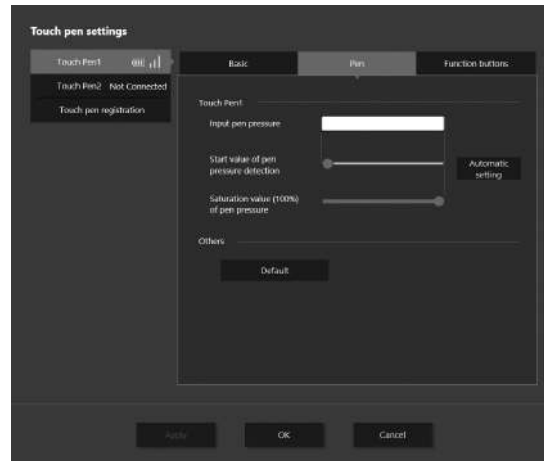 Touch pen settings
Touch Pen1
Basic
Pen
Function buttons
Touch Pen2 Not Connected
Touch pen registration
Touch Pen1
Input pen pressure
Start value of pen
pressure detection
Automatic
setting
Saturation value (100%)
of pen pressure
Others
Default
Apply
OK
Cancel